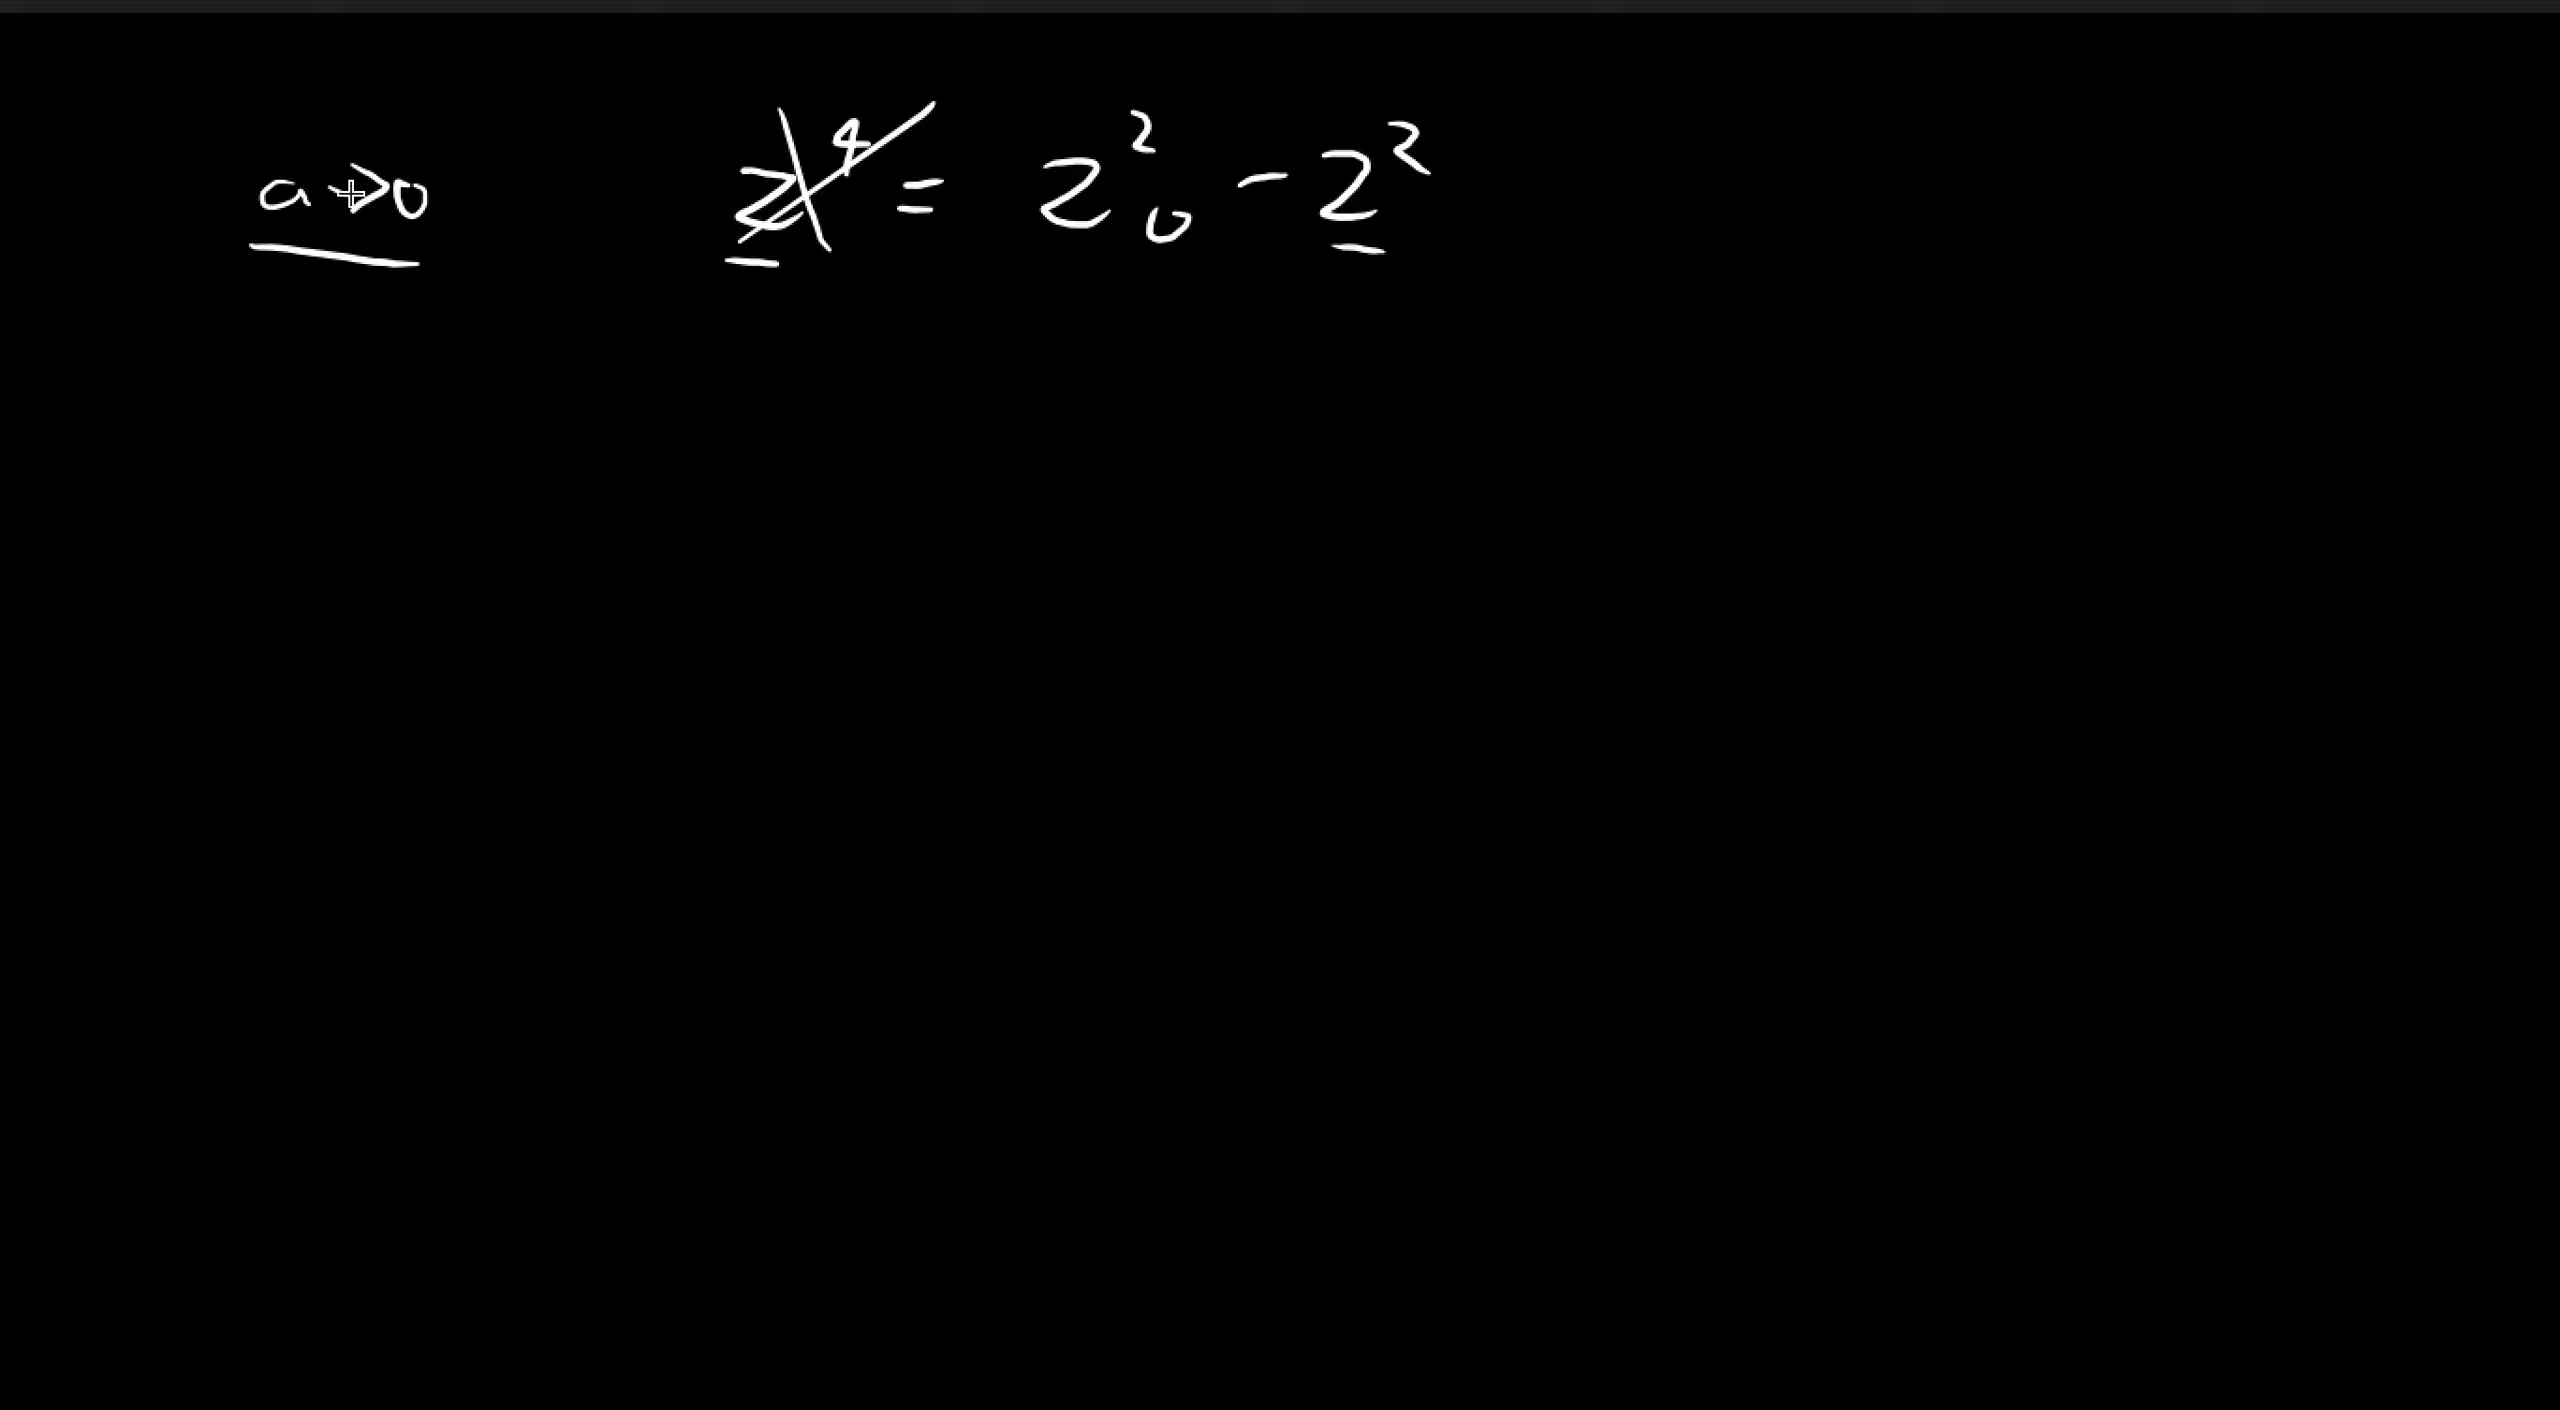 a → 0 z⁴ = z₀² - z²